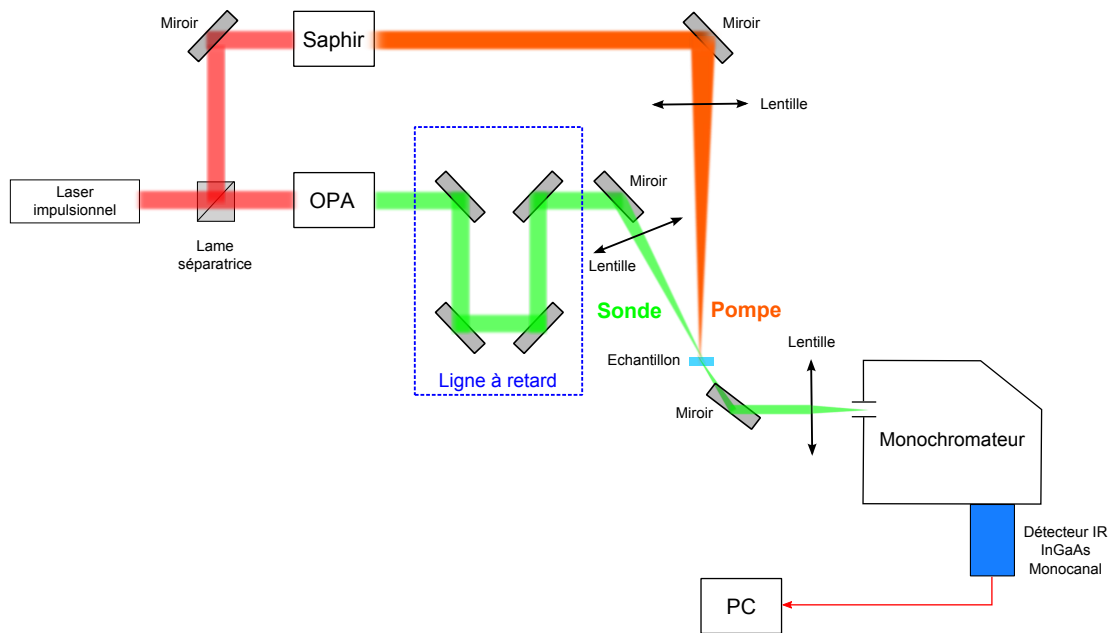 Miroir
Saphir
Miroir
Lentille
Laser
impulsionnel
Lame
séparatrice
OPA
Ligne à retard
Miroir
Lentille
Sonde
Pompe
Echantillon
Miroir
Lentille
Monochromateur
Détecteur IR
InGaAs
Monocanal
PC